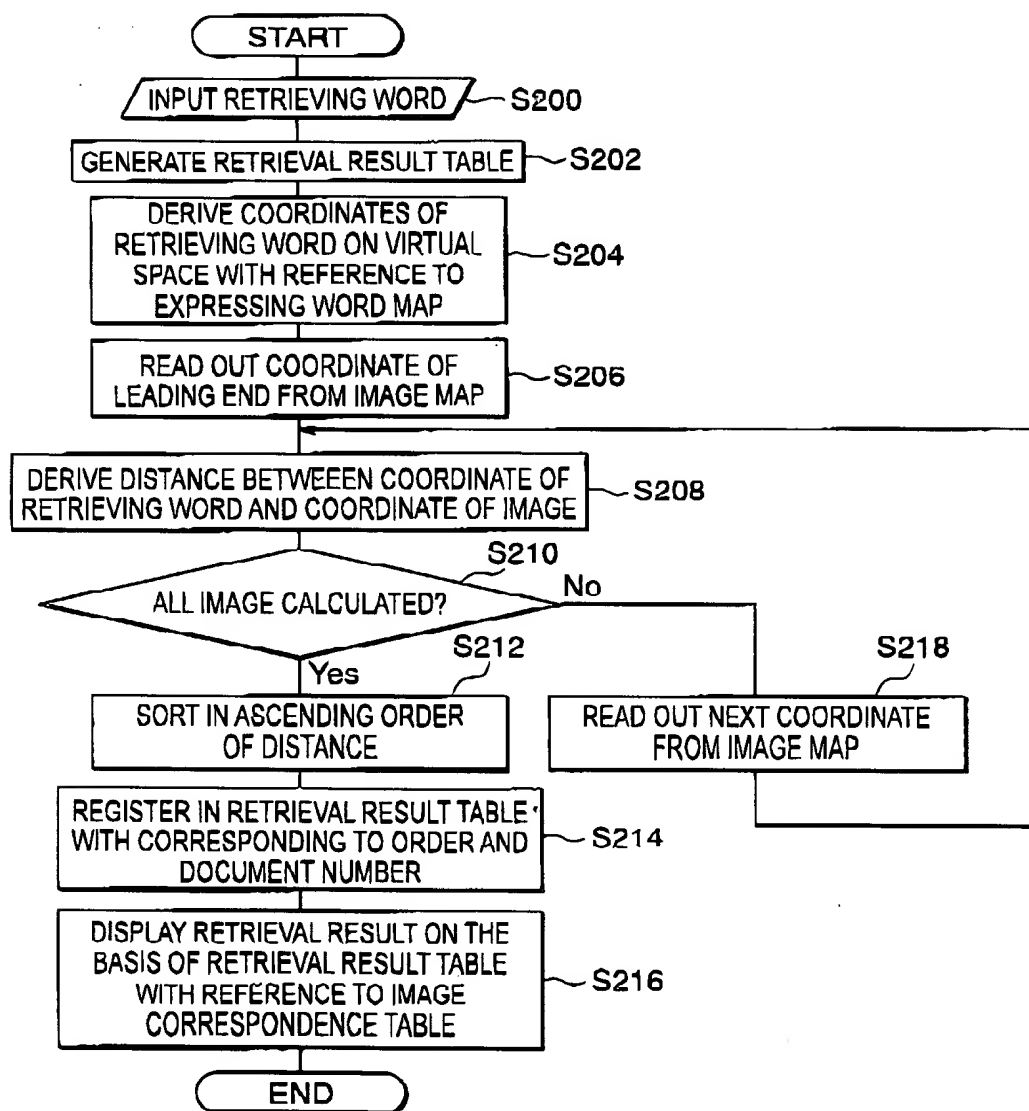 START
INPUT RETRIEVING WORD
S200
GENERATE RETRIEVAL RESULT TABLE
S202
DERIVE COORDINATES OF
RETRIEVING WORD ON VIRTUAL
SPACE WITH REFERENCE TO
EXPRESSING WORD MAP
S204
READ OUT COORDINATE OF
LEADING END FROM IMAGE MAP
S206
DERIVE DISTANCE BETWEEEN COORDINATE OF
RETRIEVING WORD AND COORDINATE OF IMAGE
S208
S210
ALL IMAGE CALCULATED?
No
Yes
S212
SORT IN ASCENDING ORDER
OF DISTANCE
S218
READ OUT NEXT COORDINATE
FROM IMAGE MAP
REGISTER IN RETRIEVAL RESULT TABLE
WITH CORRESPONDING TO ORDER AND
DOCUMENT NUMBER
S214
DISPLAY RETRIEVAL RESULT ON THE
BASIS OF RETRIEVAL RESULT TABLE
WITH REFERENCE TO IMAGE
CORRESPONDENCE TABLE
S216
END